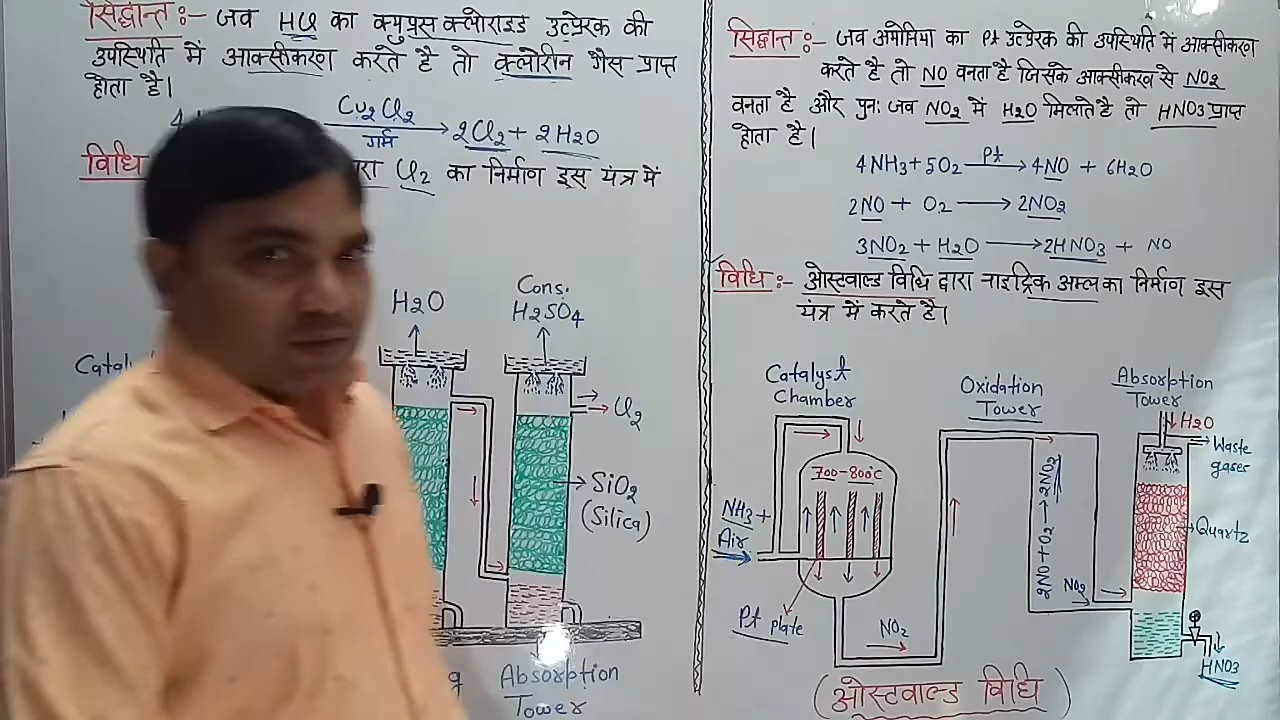 सिद्धान्त :- जब HCl का क्युप्रस क्लोराइड उत्प्रेरक की
उपस्थिति में आक्सीकरण करते है तो क्लोरीन गैस प्राप्त
होता है।
Cu2Cl2
गर्म
2Cl2 + 2H2O
विधि
Cl2 का निर्माण इस यंत्र में
H2O
Cons.
H2SO4
Cl2
SiO2
(Silica)
Absorption
Tower
सिद्धान्त :- जब अमोनिया का Pt उत्प्रेरक की उपस्थिति में आक्सीकरण
करते है तो NO बनता है जिसके आक्सीकरण से NO2
बनता है और पुनः जब NO2 में H2O मिलाते है तो HNO3 प्राप्त
होता है।
4NH3 + 5O2 —Pt→ 4NO + 6H2O
2NO + O2 → 2NO2
3NO2 + H2O → 2HNO3 + NO
विधि :- ओस्टवाल्ड विधि द्वारा नाइट्रिक अम्ल का निर्माण इस
यंत्र में करते है।
Catalyst
Chamber
Oxidation
Tower
Absorption
Tower
H2O
Waste
gases
700-800°C
NH3 +
Air
2NO + O2 → 2NO2
Quartz
NO2
Pt plate
NO2
HNO3
(ओस्टवाल्ड विधि)